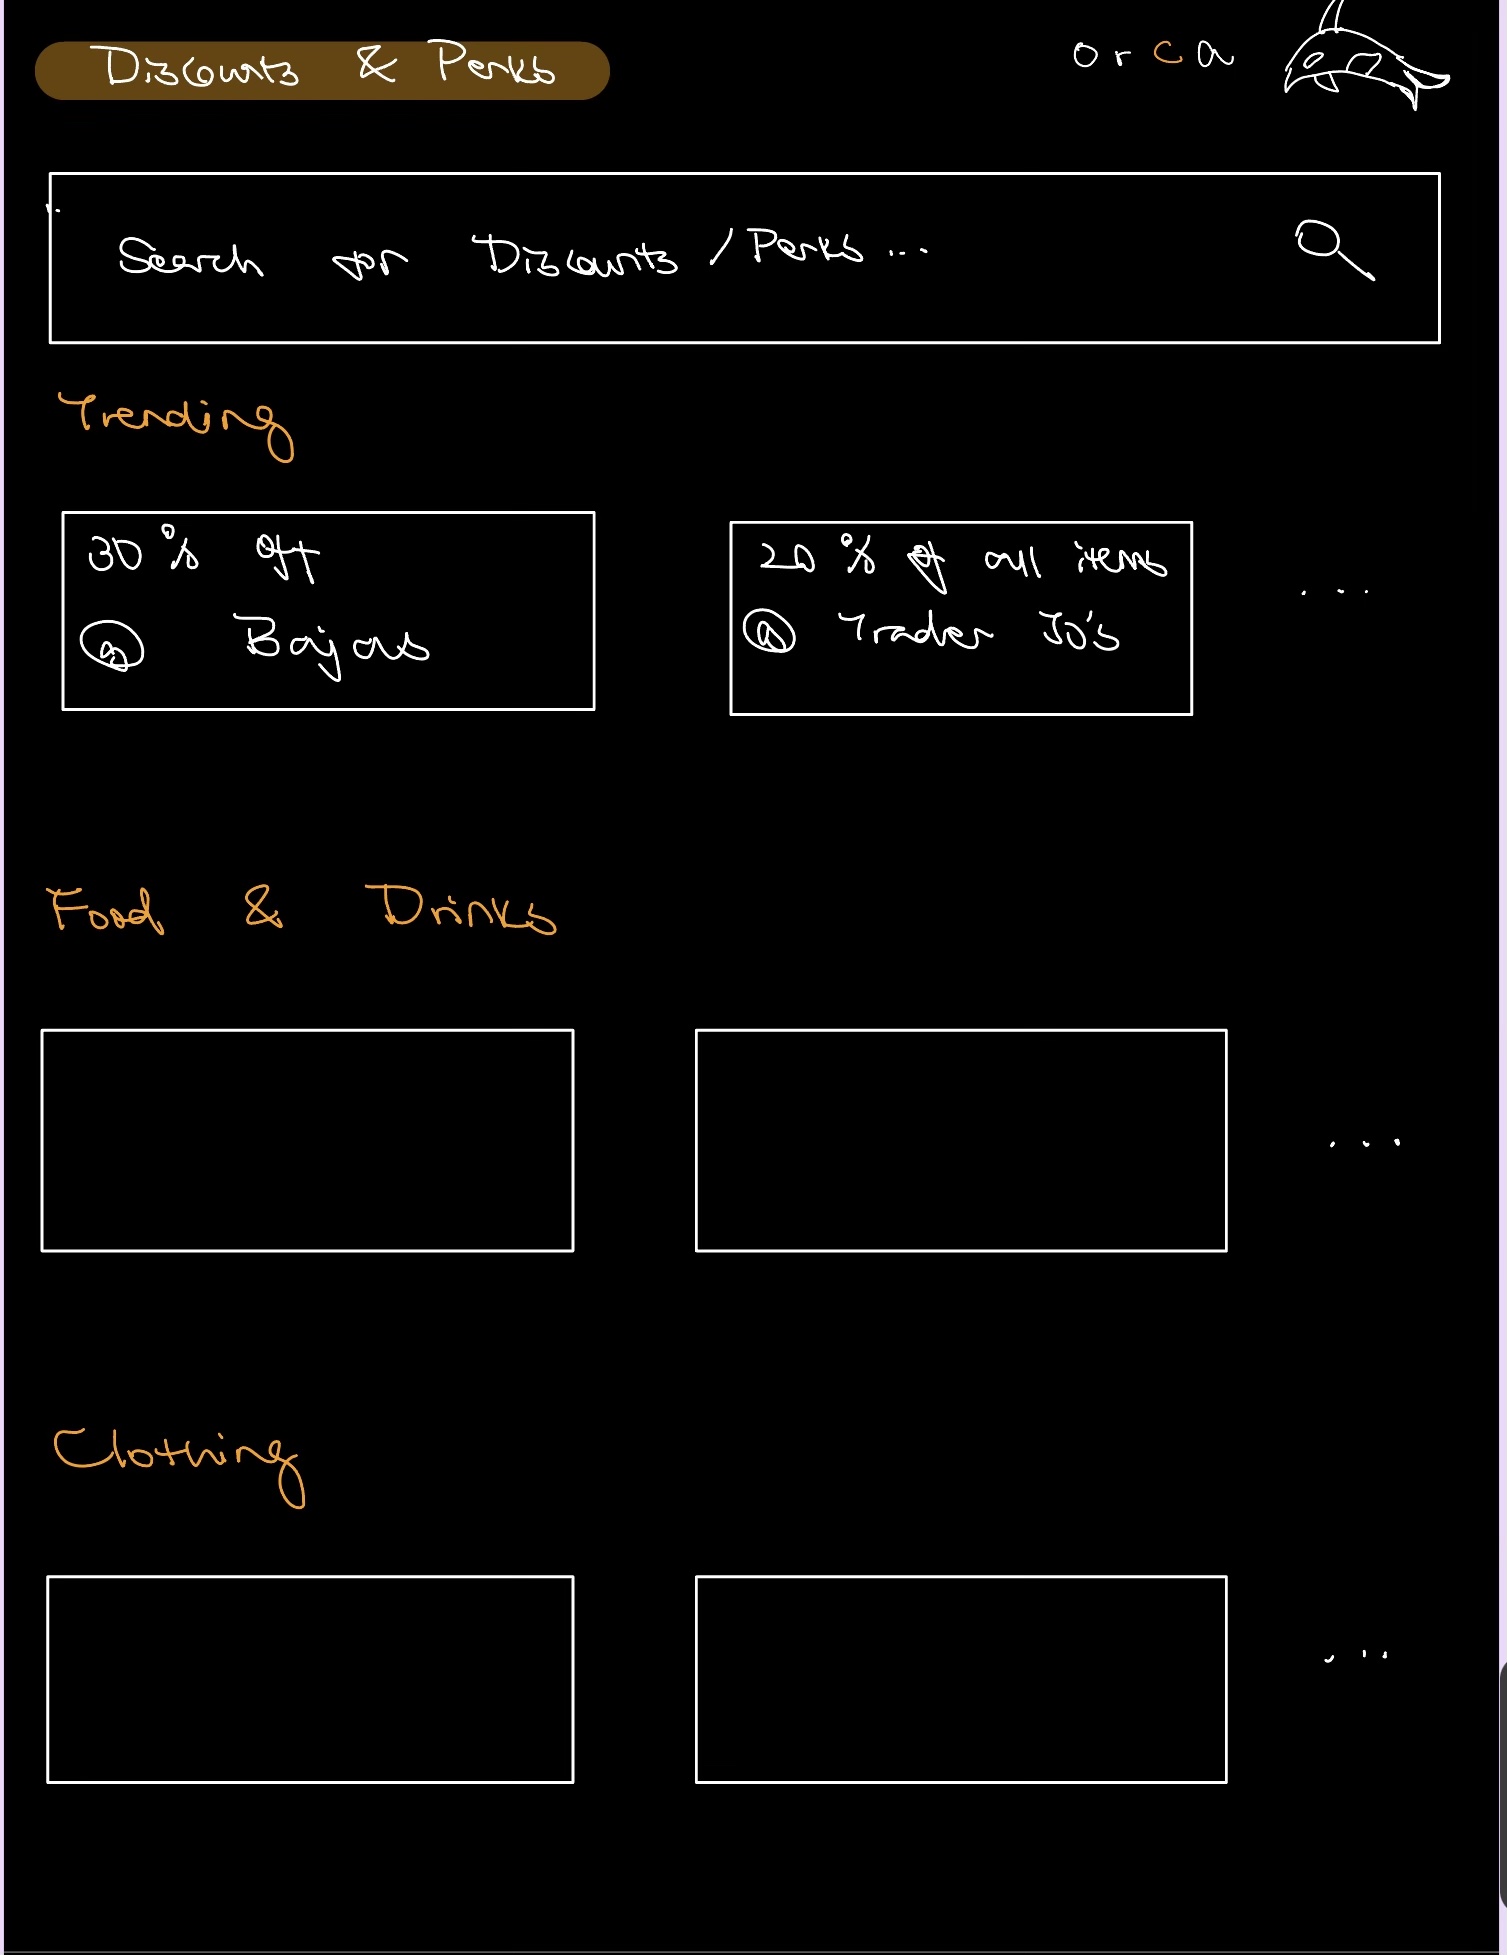 Discounts & Perks
orca
Search for Discounts / Perks ...
Trending
30% off
@ Bajas
20% of all items
@ Trader JO's
...
Food & Drinks
...
Clothing
...